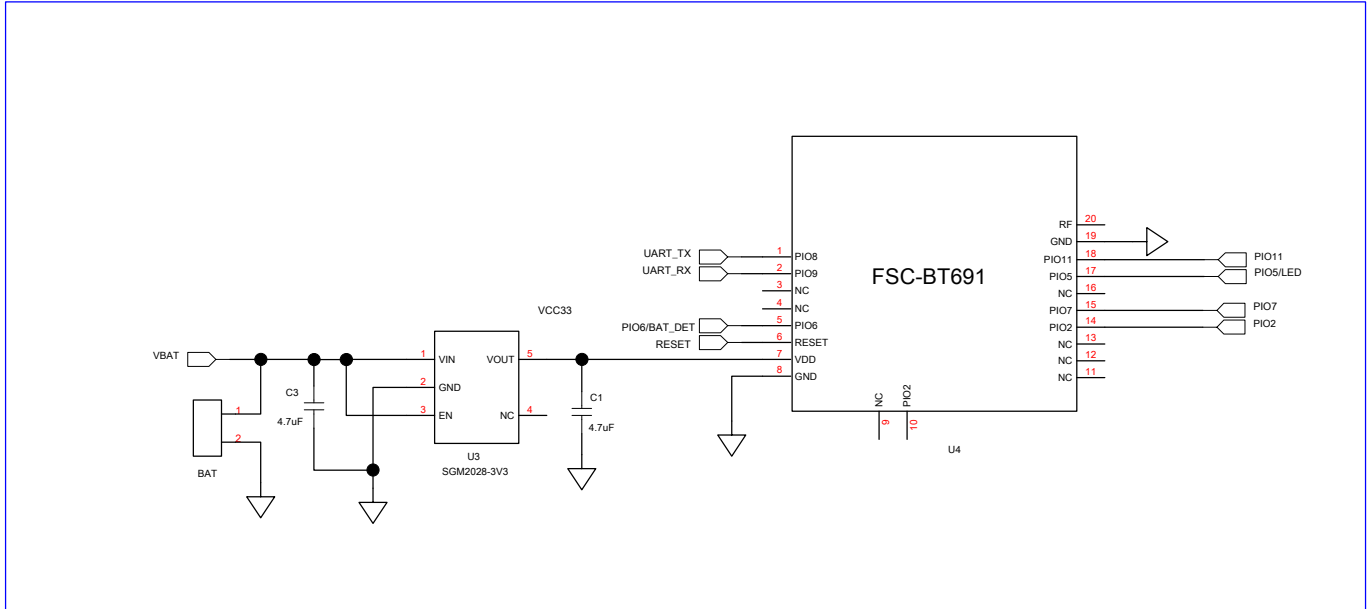 FSC-BT691
UART_TX
1
PIO8
UART_RX
2
PIO9
3
NC
4
NC
PIO6/BAT_DET
5
PIO6
RESET
6
RESET
7
VDD
8
GND
RF
20
GND
19
PIO11
18
PIO11
PIO5
17
PIO5/LED
NC
16
PIO7
15
PIO7
PIO2
14
PIO2
NC
13
NC
12
NC
11
NC
9
PIO2
10
U4
VCC33
VBAT
1
VIN
VOUT
5
2
GND
3
EN
NC
4
U3
SGM2028-3V3
C3
4.7uF
C1
4.7uF
1
2
BAT